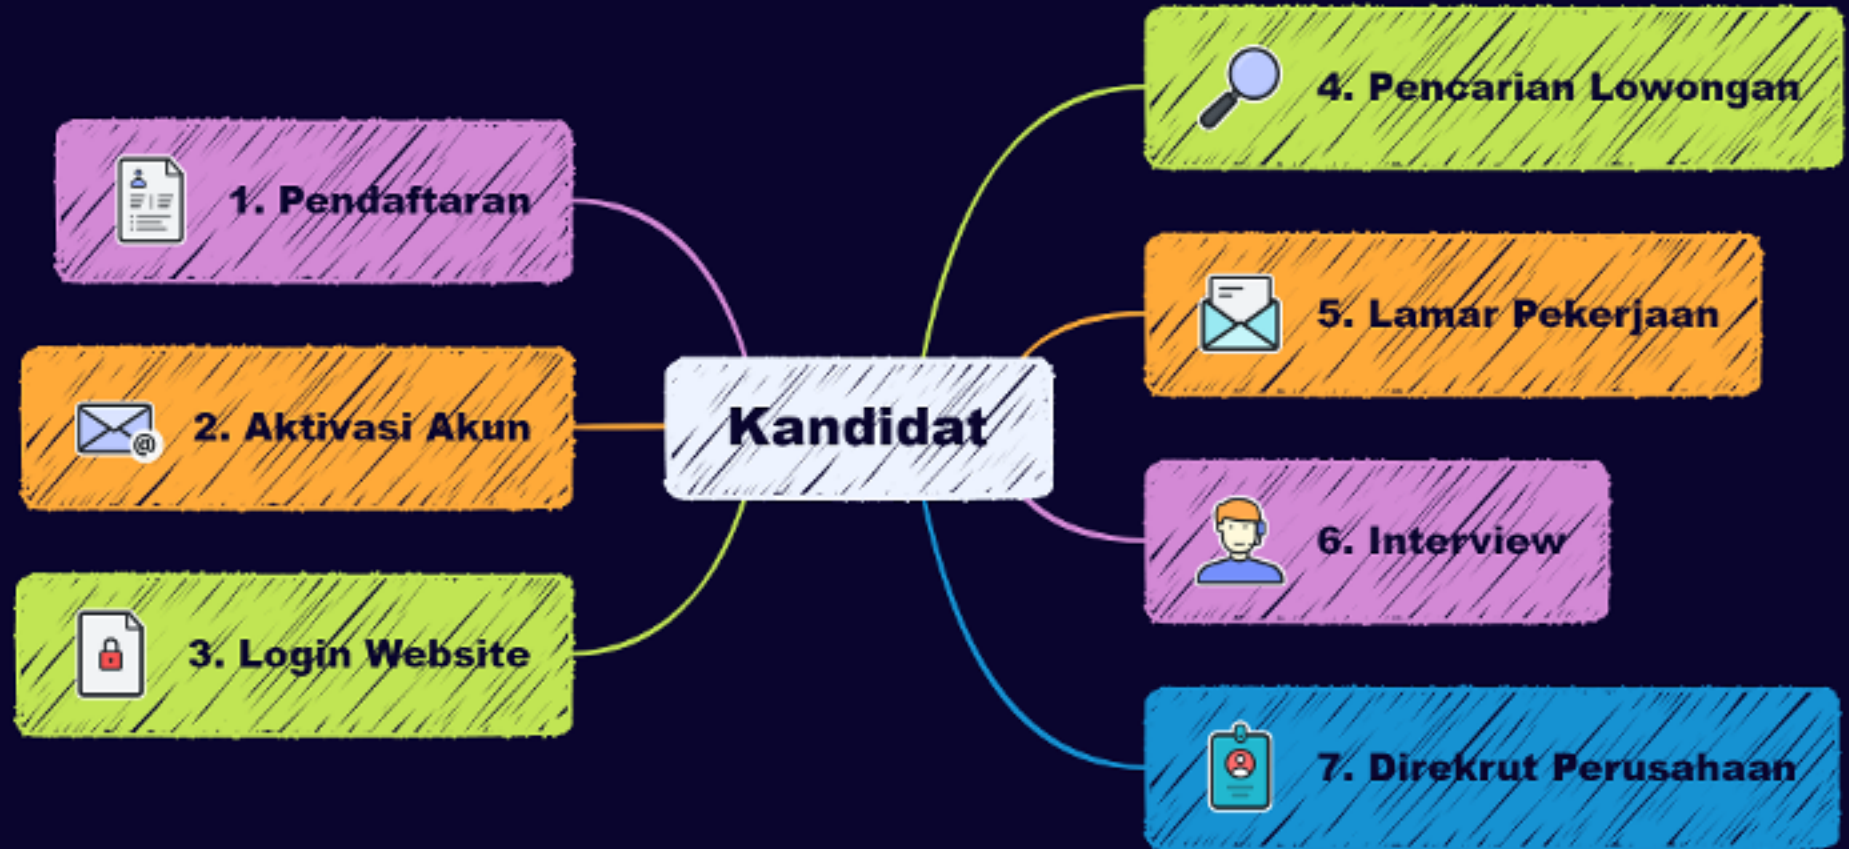 1. Pendaftaran
2. Aktivasi Akun
@
3. Login Website
Kandidat
4. Pencarian Lowongan
5. Lamar Pekerjaan
6. Interview
7. Direkrut Perusahaan